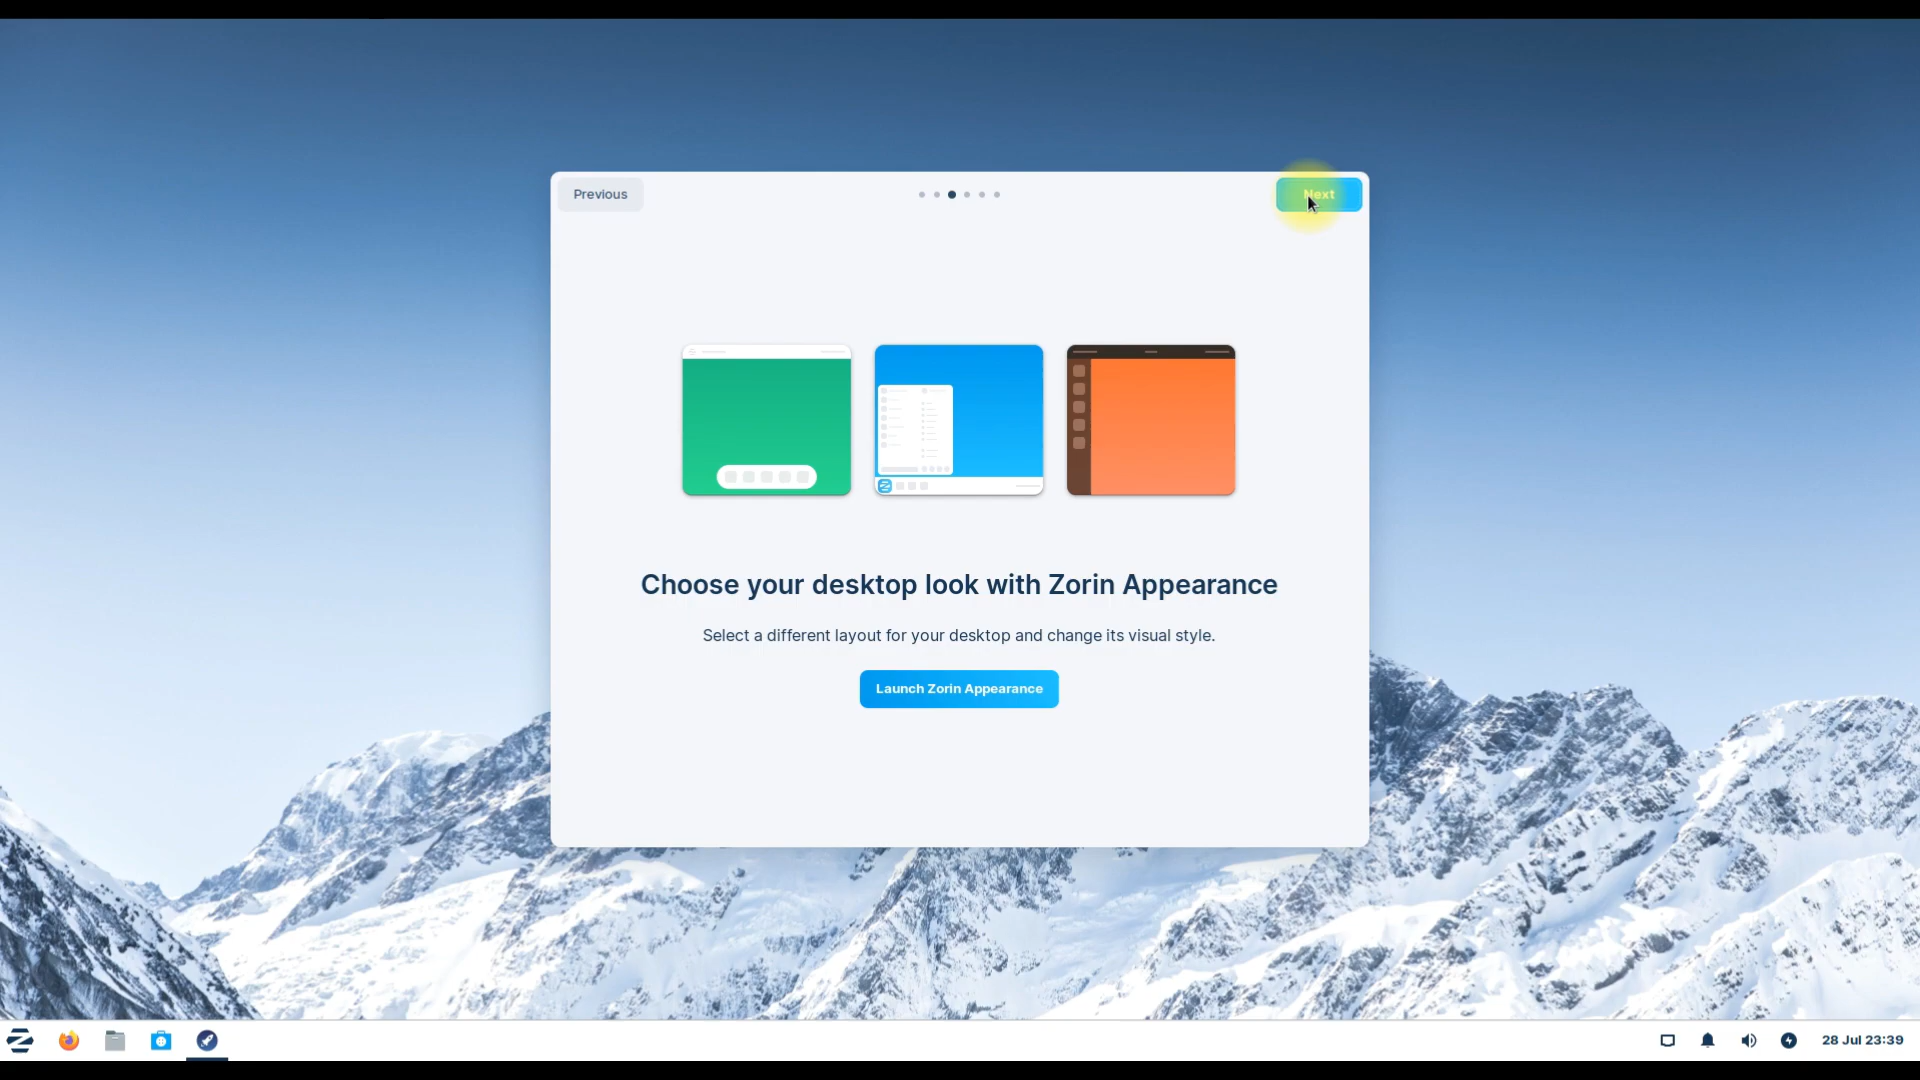 Previous
Next
Choose your desktop look with Zorin Appearance
Select a different layout for your desktop and change its visual style.
Launch Zorin Appearance
28 Jul 23:39